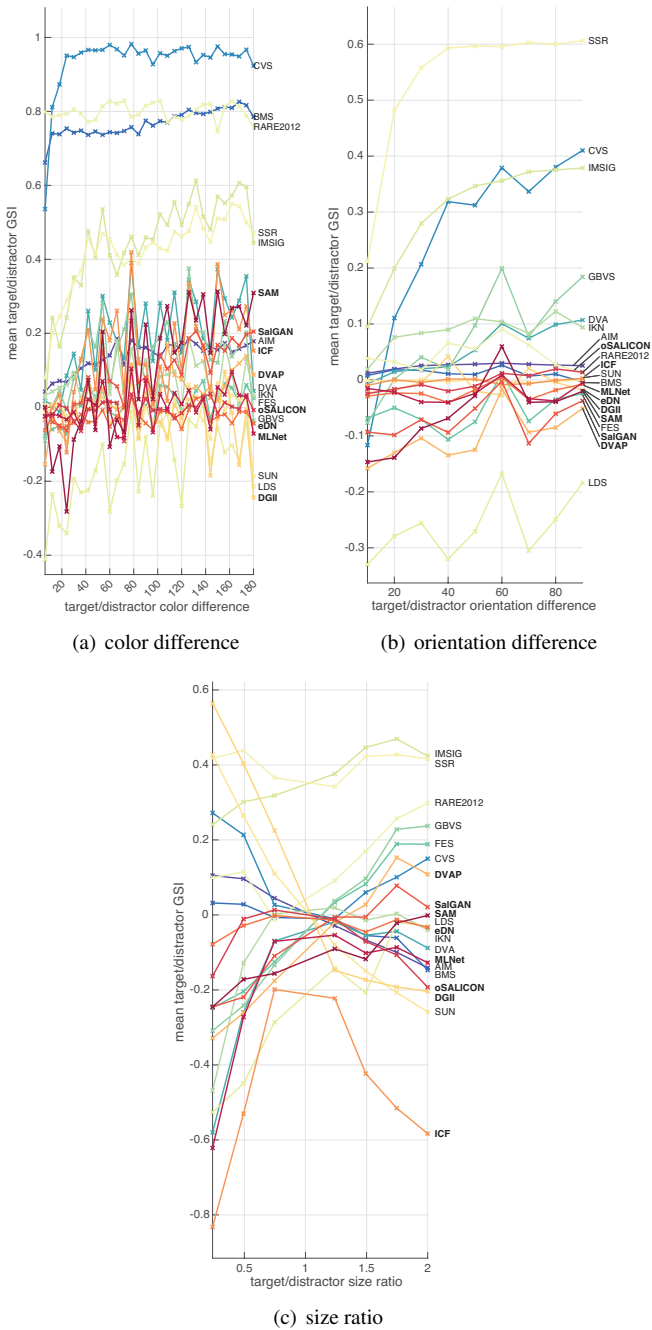 1
0.8
0.6
0.4
0.2
0
-0.2
-0.4
mean target/distractor GSI
CVS
BMS
RARE2012
SSR
IMSIG
SAM
SalGAN
AIM
ICF
DVAP
DVA
IKN
FES
oSALICON
GBVS
eDN
MLNet
SUN
LDS
DGII
20 40 60 80 100 120 140 160 180
target/distractor color difference
(a) color difference
0.6
0.5
0.4
0.3
0.2
0.1
0
-0.1
-0.2
-0.3
mean target/distractor GSI
SSR
CVS
IMSIG
GBVS
DVA
IKN
AIM
oSALICON
RARE2012
ICF
SUN
BMS
MLNet
eDN
DGII
SAM
FES
SalGAN
DVAP
LDS
20 40 60 80
target/distractor orientation difference
(b) orientation difference
0.6
0.4
0.2
0
-0.2
-0.4
-0.6
-0.8
mean target/distractor GSI
IMSIG
SSR
RARE2012
GBVS
FES
CVS
DVAP
SalGAN
SAM
LDS
eDN
IKN
DVA
MLNet
AIM
BMS
oSALICON
DGII
SUN
ICF
0.5 1 1.5 2
target/distractor size ratio
(c) size ratio